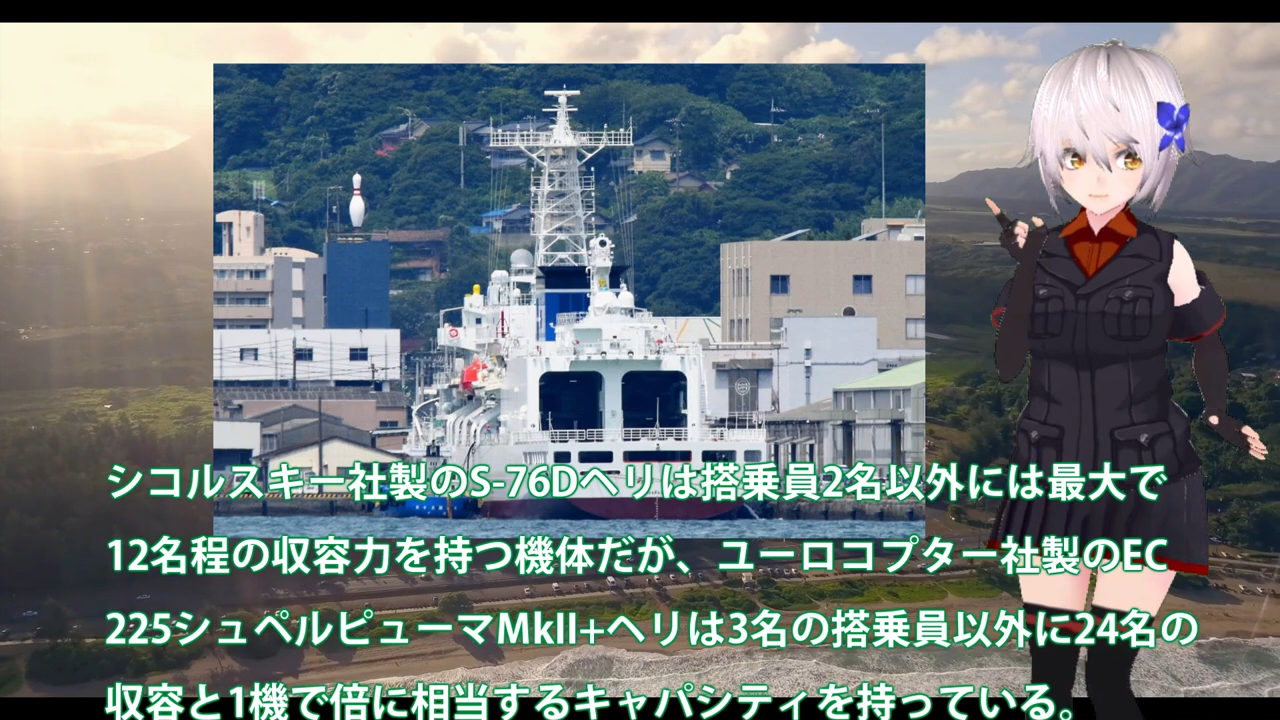 シコルスキー社製のS-76Dヘリは搭乗員2名以外には最大で
12名程の収容力を持つ機体だが、ユーロコプター社製のEC
225シュペルピューマMkII+ヘリは3名の搭乗員以外に24名の
収容と1機で倍に相当するキャパシティを持っている。